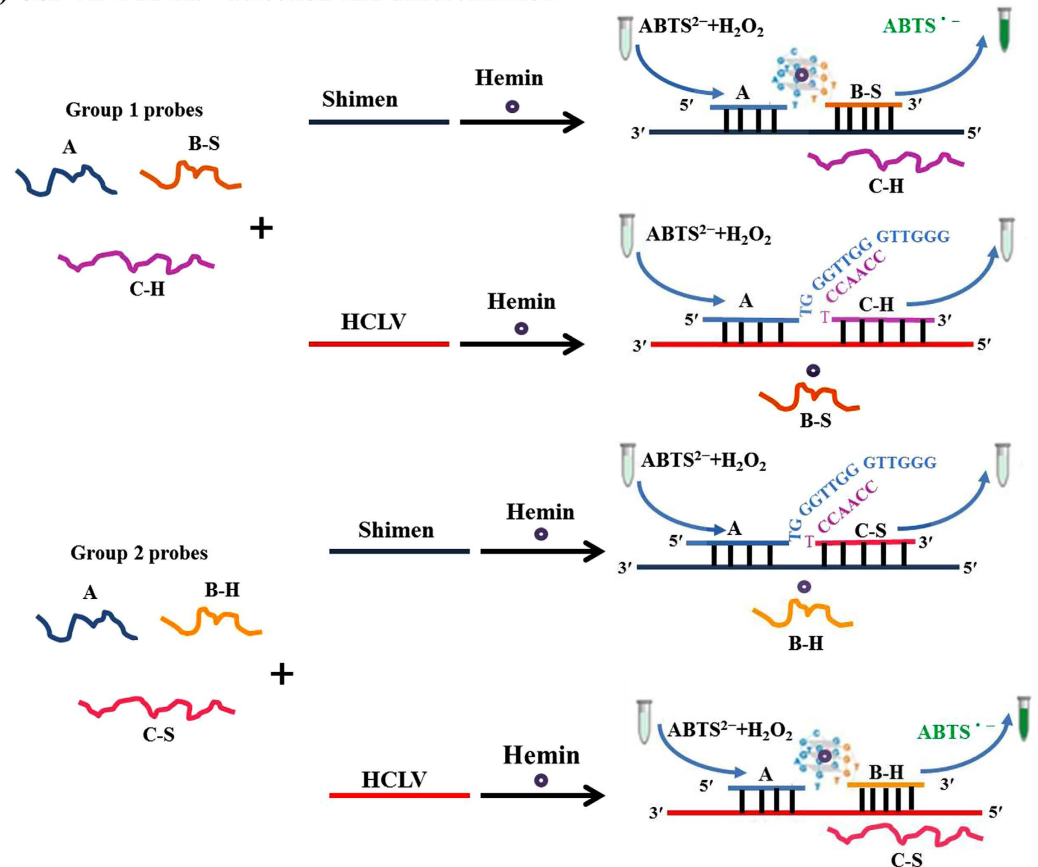 Group 1 probes
A
B-S
C-H
+
Shimen
Hemin
ABTS²⁻+H₂O₂
ABTS˙⁻
5′
A
B-S
3′
3′
5′
C-H
HCLV
Hemin
ABTS²⁻+H₂O₂
TG GGTTGG GTTGGG
T CCAACC
5′
A
C-H
3′
3′
5′
B-S
Group 2 probes
A
B-H
C-S
+
Shimen
Hemin
ABTS²⁻+H₂O₂
TG GGTTGG GTTGGG
T CCAACC
5′
A
C-S
3′
3′
5′
B-H
HCLV
Hemin
ABTS²⁻+H₂O₂
ABTS˙⁻
5′
A
B-H
3′
3′
5′
C-S